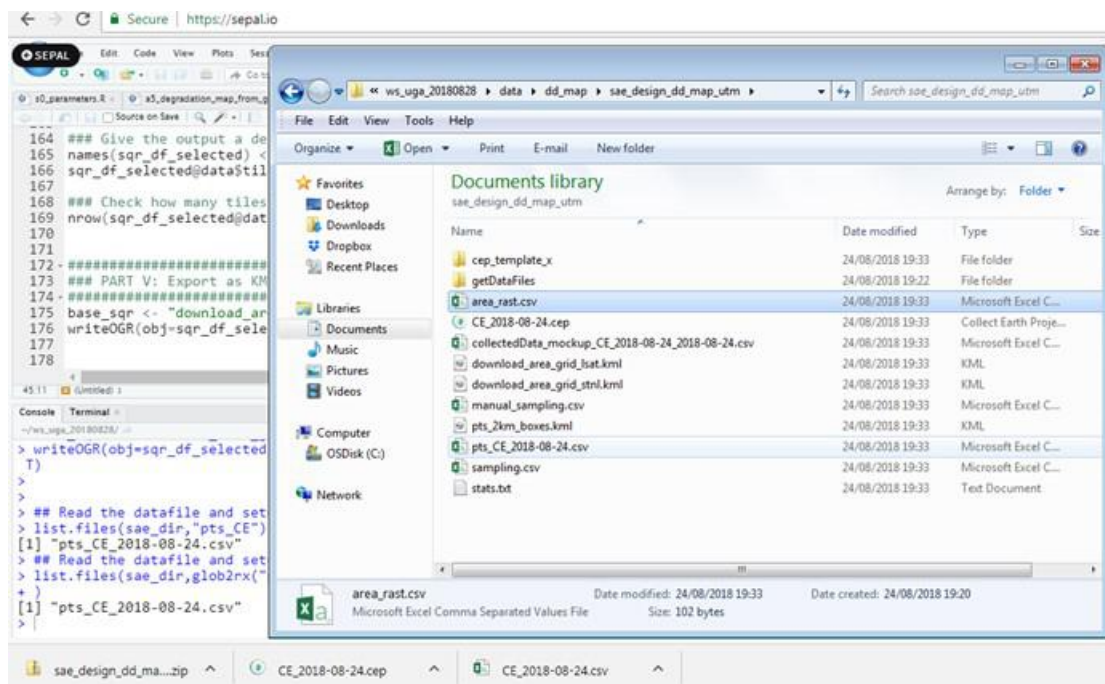 Secure | https://sepal.io
SEPAL Edit Code View Plots Sess
s0_parameters.R
s5_degradation_map_from_g
Source on Save
164 ### Give the output a de
165 names(sqr_df_selected) <
166 sqr_df_selected@data$til
167
168 ### Check how many tiles
169 nrow(sqr_df_selected@dat
170
171
172 - ########################
173 ### PART V: Export as KM
174 - ########################
175 base_sqr <- "download_ar
176 writeOGR(obj=sqr_df_sele
177
178
45:11 (Untitled)
Console Terminal
~/ws_uga_20180828/
> writeOGR(obj=sqr_df_selected
T)
>
>
> ## Read the datafile and set
> list.files(sae_dir,"pts_CE")
[1] "pts_CE_2018-08-24.csv"
> ## Read the datafile and set
> list.files(sae_dir,glob2rx("
+ )
[1] "pts_CE_2018-08-24.csv"
>
« ws_uga_20180828 data dd_map sae_design_dd_map_utm
Search sae_design_dd_map_utm
File Edit View Tools Help
Organize Open Print E-mail New folder
Favorites
Desktop
Downloads
Dropbox
Recent Places
Libraries
Documents
Music
Pictures
Videos
Computer
OSDisk (C:)
Network
Documents library
sae_design_dd_map_utm
Arrange by: Folder
Name Date modified Type Size
cep_template_x 24/08/2018 19:33 File folder
getDataFiles 24/08/2018 19:22 File folder
area_rast.csv 24/08/2018 19:33 Microsoft Excel C...
CE_2018-08-24.cep 24/08/2018 19:33 Collect Earth Proje...
collectedData_mockup_CE_2018-08-24_2018-08-24.csv 24/08/2018 19:33 Microsoft Excel C...
download_area_grid_lsat.kml 24/08/2018 19:33 KML
download_area_grid_stnl.kml 24/08/2018 19:33 KML
manual_sampling.csv 24/08/2018 19:33 Microsoft Excel C...
pts_2km_boxes.kml 24/08/2018 19:33 KML
pts_CE_2018-08-24.csv 24/08/2018 19:33 Microsoft Excel C...
sampling.csv 24/08/2018 19:33 Microsoft Excel C...
stats.txt 24/08/2018 19:33 Text Document
area_rast.csv Date modified: 24/08/2018 19:33 Date created: 24/08/2018 19:20
Microsoft Excel Comma Separated Values File Size: 102 bytes
sae_design_dd_ma....zip
CE_2018-08-24.cep
CE_2018-08-24.csv